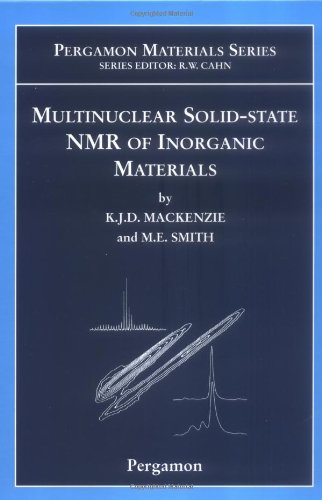 PERGAMON MATERIALS SERIES
SERIES EDITOR: R.W. CAHN
MULTINUCLEAR SOLID-STATE
NMR OF INORGANIC
MATERIALS
by
K.J.D. MACKENZIE
and M.E. SMITH
Pergamon